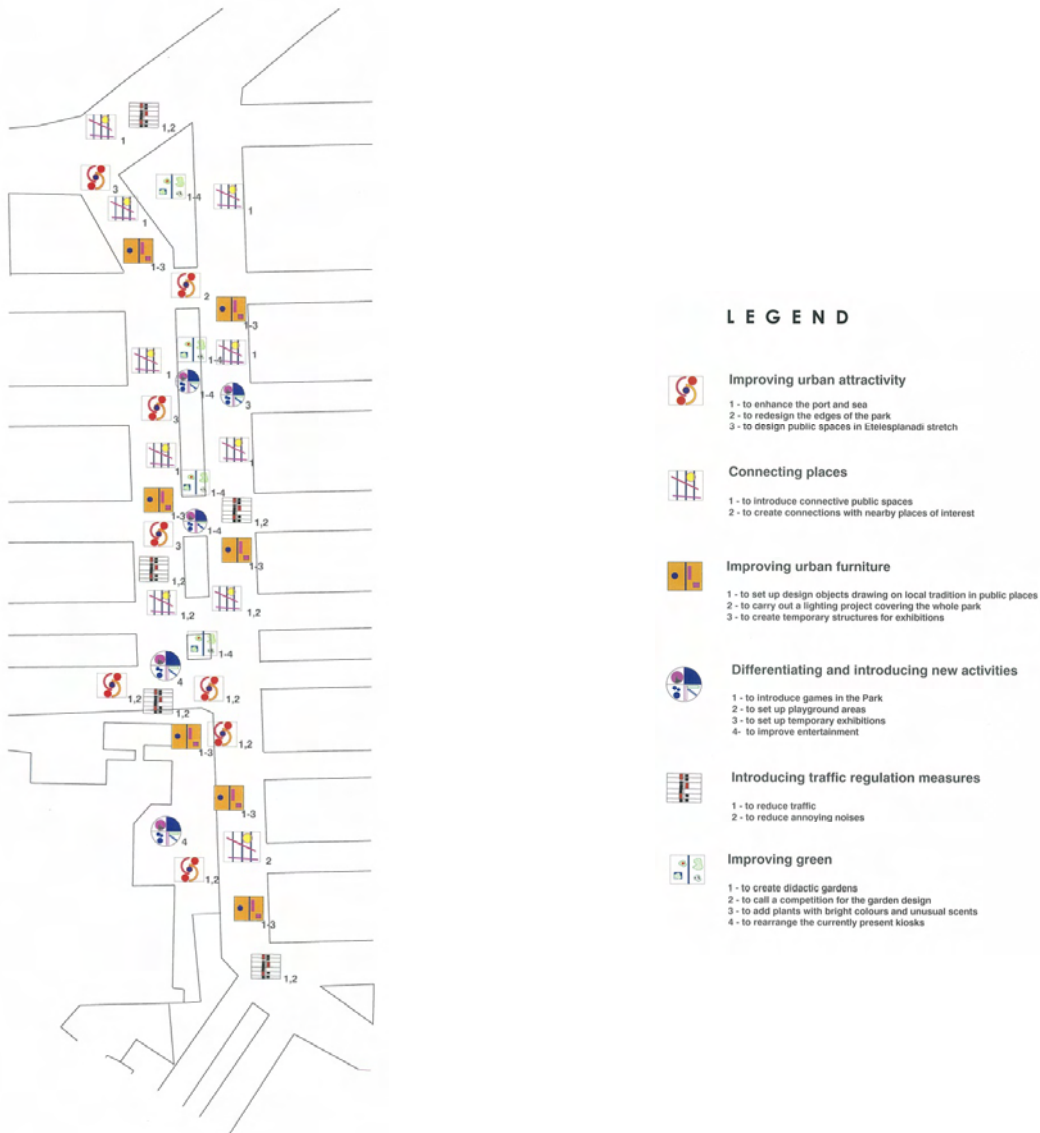 1,2
1
3
1-4
1
1
1-3
2
1-3
1-4
1
1
1-4
3
3
1
1
1-4
1-3
1,2
1-4
3
1-3
1,2
1,2
1,2
1-4
4
1,2
1,2
1,2
1,2
1-3
1-3
4
2
1,2
1-3
1,2
LEGEND
Improving urban attractivity
1 - to enhance the port and sea
2 - to redesign the edges of the park
3 - to design public spaces in Eteiesplanadi stretch
Connecting places
1 - to introduce connective public spaces
2 - to create connections with nearby places of interest
Improving urban furniture
1 - to set up design objects drawing on local tradition in public places
2 - to carry out a lighting project covering the whole park
3 - to create temporary structures for exhibitions
Differentiating and introducing new activities
1 - to introduce games in the Park
2 - to set up playground areas
3 - to set up temporary exhibitions
4- to improve entertainment
Introducing traffic regulation measures
1 - to reduce traffic
2 - to reduce annoying noises
Improving green
1 - to create didactic gardens
2 - to call a competition for the garden design
3 - to add plants with bright colours and unusual scents
4 - to rearrange the currently present kiosks